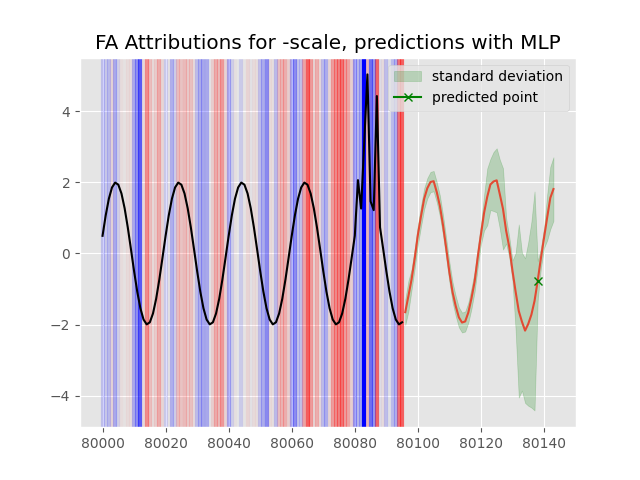 FA Attributions for -scale, predictions with MLP
standard deviation
predicted point
4
2
0
−2
−4
80000 80020 80040 80060 80080 80100 80120 80140